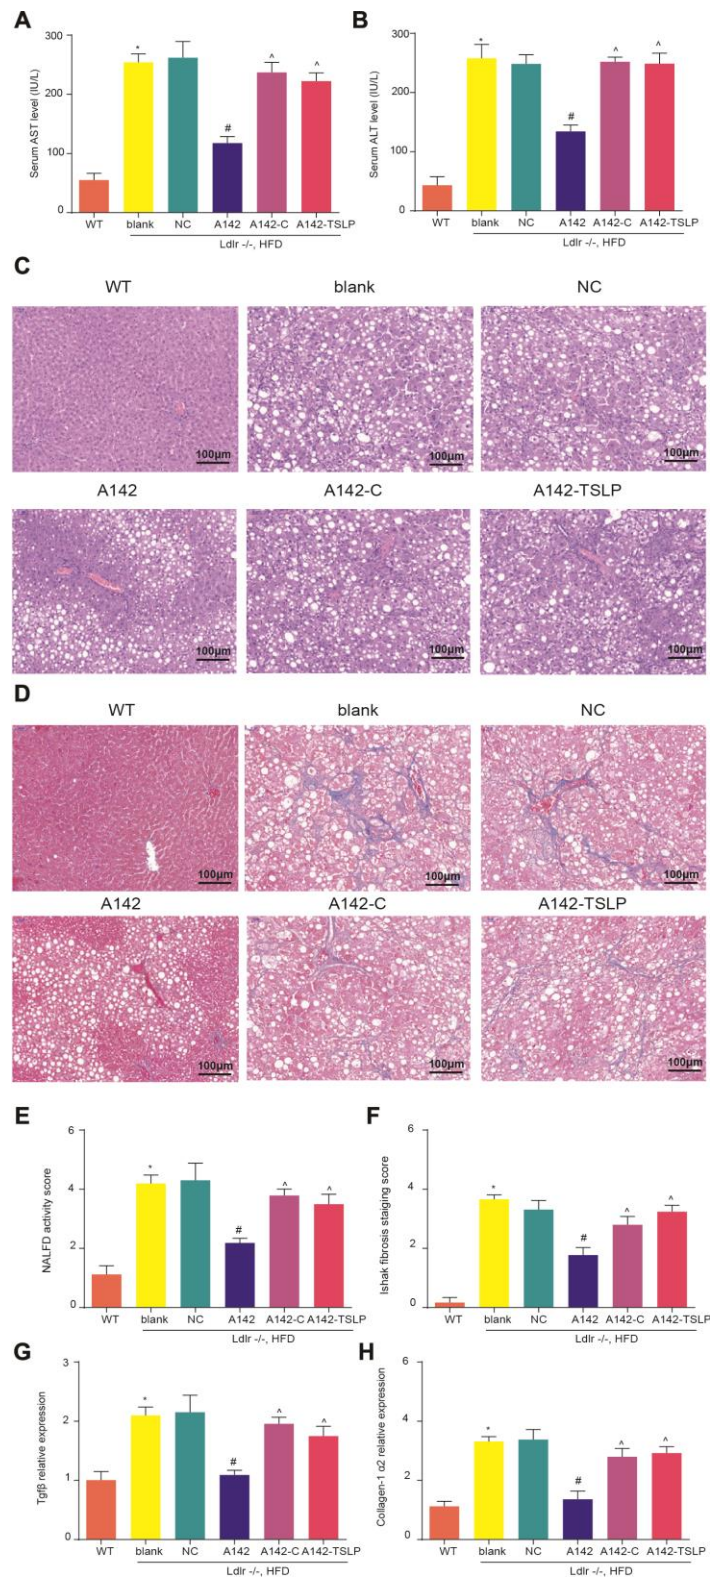 A
Serum AST level (IU/L)
300
200
100
0
*
#
^
^
WT blank NC A142 A142-C A142-TSLP
Ldlr -/-, HFD
B
Serum ALT level (IU/L)
300
200
100
0
*
#
^
^
WT blank NC A142 A142-C A142-TSLP
Ldlr -/-, HFD
C
WT blank NC
100μm 100μm 100μm
A142 A142-C A142-TSLP
100μm 100μm 100μm
D
WT blank NC
100μm 100μm 100μm
A142 A142-C A142-TSLP
100μm 100μm 100μm
E
NALFD activity score
6
4
2
0
*
#
^
^
WT blank NC A142 A142-C A142-TSLP
Ldlr -/-, HFD
F
Ishak fibrosis staiging score
6
4
2
0
*
#
^
^
WT blank NC A142 A142-C A142-TSLP
Ldlr -/-, HFD
G
Tgfβ relative expression
3
2
1
0
*
#
^
^
WT blank NC A142 A142-C A142-TSLP
Ldlr -/-, HFD
H
Collagen-1 α2 relative expression
6
4
2
0
*
#
^
^
WT blank NC A142 A142-C A142-TSLP
Ldlr -/-, HFD